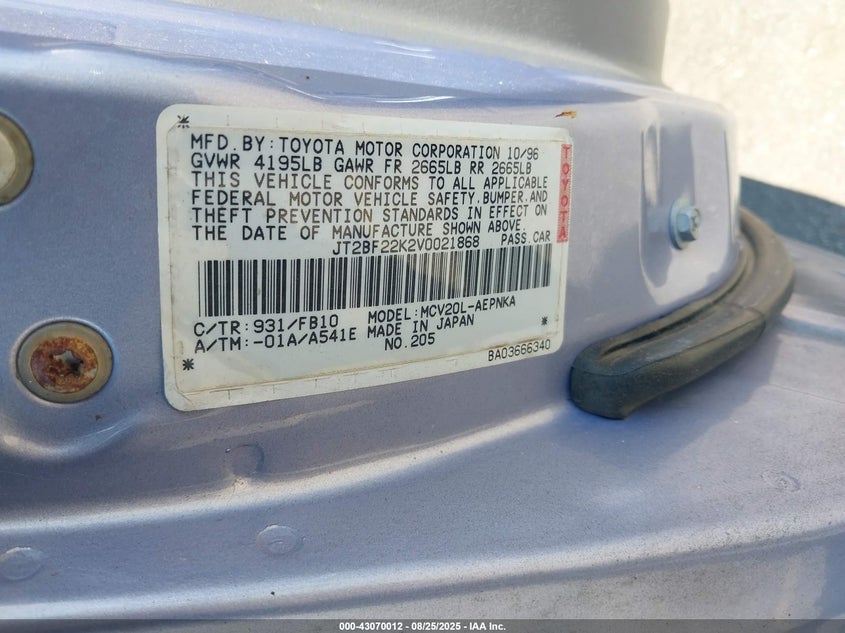 MFD.BY:TOYOTA MOTOR CORPORATION 10/96
GVWR 4195LB GAWR FR 2665LB RR 2665LB
THIS VEHICLE CONFORMS TO ALL APPLICABLE
FEDERAL MOTOR VEHICLE SAFETY,BUMPER,AND
THEFT PREVENTION STANDARDS IN EFFECT ON
THE DATE OF MANUFACTURE SHOWN ABOVE.
JT2BF22K2V0021868 PASS.CAR
TOYOTA
C/TR:931/FB10 MODEL:MCV20L-AEPNKA
A/TM:-01A/A541E MADE IN JAPAN
NO.205
BA03666340
000-43070012 - 08/25/2025 - IAA Inc.